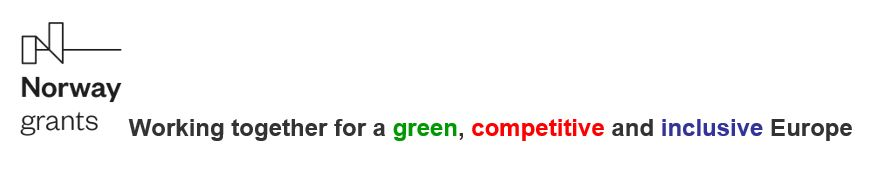 Norway
grants
Working together for a green, competitive and inclusive Europe